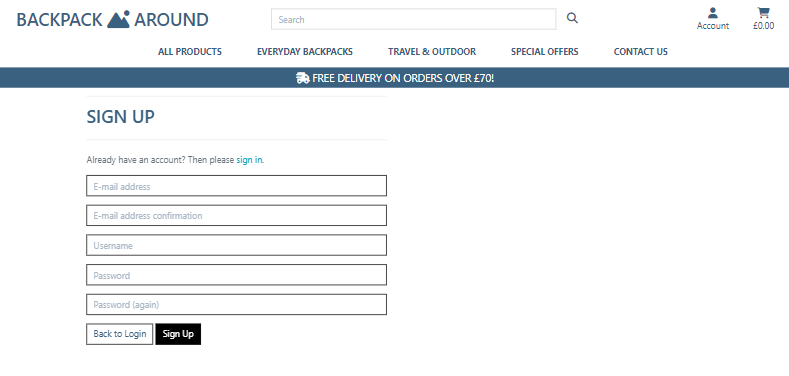 BACKPACK AROUND
Search
Account
£0.00
ALL PRODUCTS EVERYDAY BACKPACKS TRAVEL & OUTDOOR SPECIAL OFFERS CONTACT US
FREE DELIVERY ON ORDERS OVER £70!
SIGN UP
Already have an account? Then please sign in.
E-mail address
E-mail address confirmation
Username
Password
Password (again)
Back to Login Sign Up